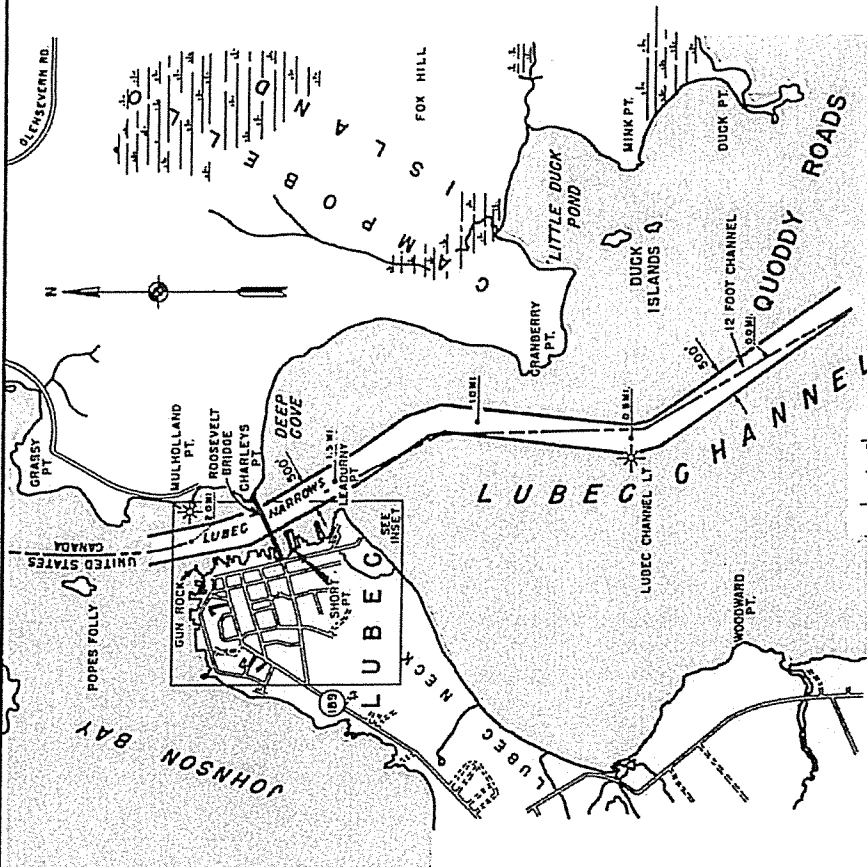 GLENSEVERN RD.
CAMPOBELLO
ISLAND
FOX HILL
N
MINK PT.
DUCK PT.
LITTLE DUCK
POND
DUCK
ISLANDS
QUODDY ROADS
12 FOOT CHANNEL
0.0 MI.
500'
CRANBERRY
PT.
GRASSY
PT
MULHOLLAND
PT.
ROOSEVELT
BRIDGE
CHARLEYS
PT
DEEP
COVE
2.0 MI.
500'
1.5 MI.
LUBEC NARROWS
LEADURNY
PT
1.0 MI.
0.5 MI.
LUBEC CHANNEL
LUBEC CHANNEL LT
SEE
INSET
UNITED STATES
CANADA
POPES FOLLY
GUN ROCK
SHORT
PT.
LUBEC
189
LUBEC NECK
JOHNSON BAY
WOODWARD
PT.